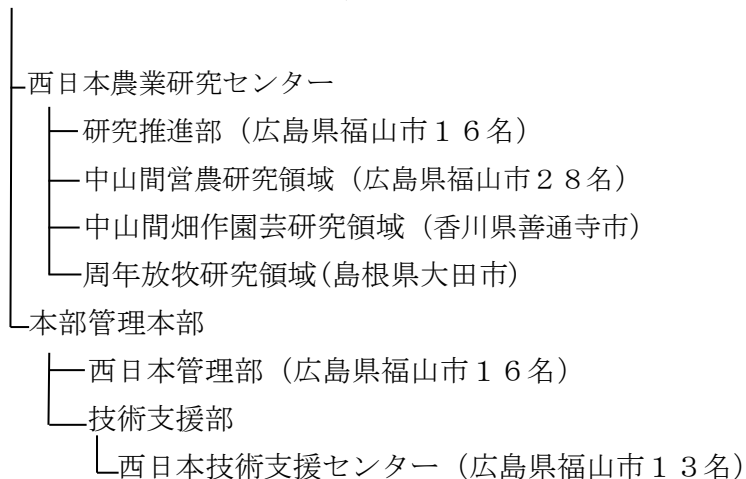 西日本農業研究センター
研究推進部（広島県福山市１６名）
中山間営農研究領域（広島県福山市２８名）
中山間畑作園芸研究領域（香川県善通寺市）
周年放牧研究領域(島根県大田市)
本部管理本部
西日本管理部（広島県福山市１６名）
技術支援部
西日本技術支援センター（広島県福山市１３名）